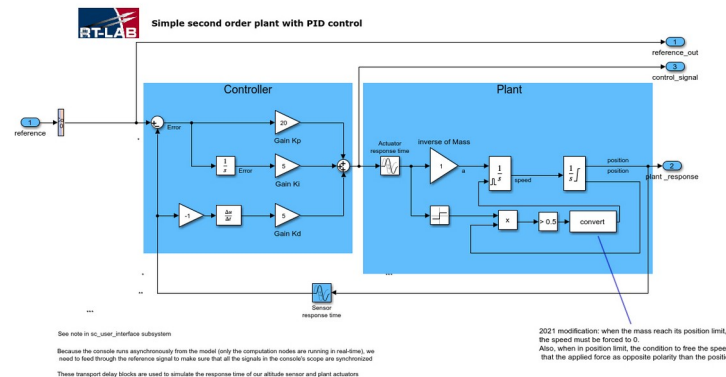 RT-LAB
Simple second order plant with PID control
1
reference_out
3
control_signal
Controller
Plant
1
reference
Error
20
Gain Kp
1
s
Error
5
Gain Ki
-1
Δu
Δt
5
Gain Kd
Actuator
response time
inverse of Mass
1
a
1
s
speed
1
s
position
position
2
plant _response
x
> 0.5
convert
Sensor
response time
...
...
See note in sc_user_interface subsystem
Because the console runs asynchronously from the model (only the computation nodes are running in real-time), we
need to feed through the reference signal to make sure that all the signals in the console's scope are synchronized
These transport delay blocks are used to simulate the response time of our altitude sensor and plant actuators
2021 modification: when the mass reach its position limit,
the speed must be forced to 0.
Also, when in position limit, the condition to free the spee
that the applied force as opposite polarity than the positio